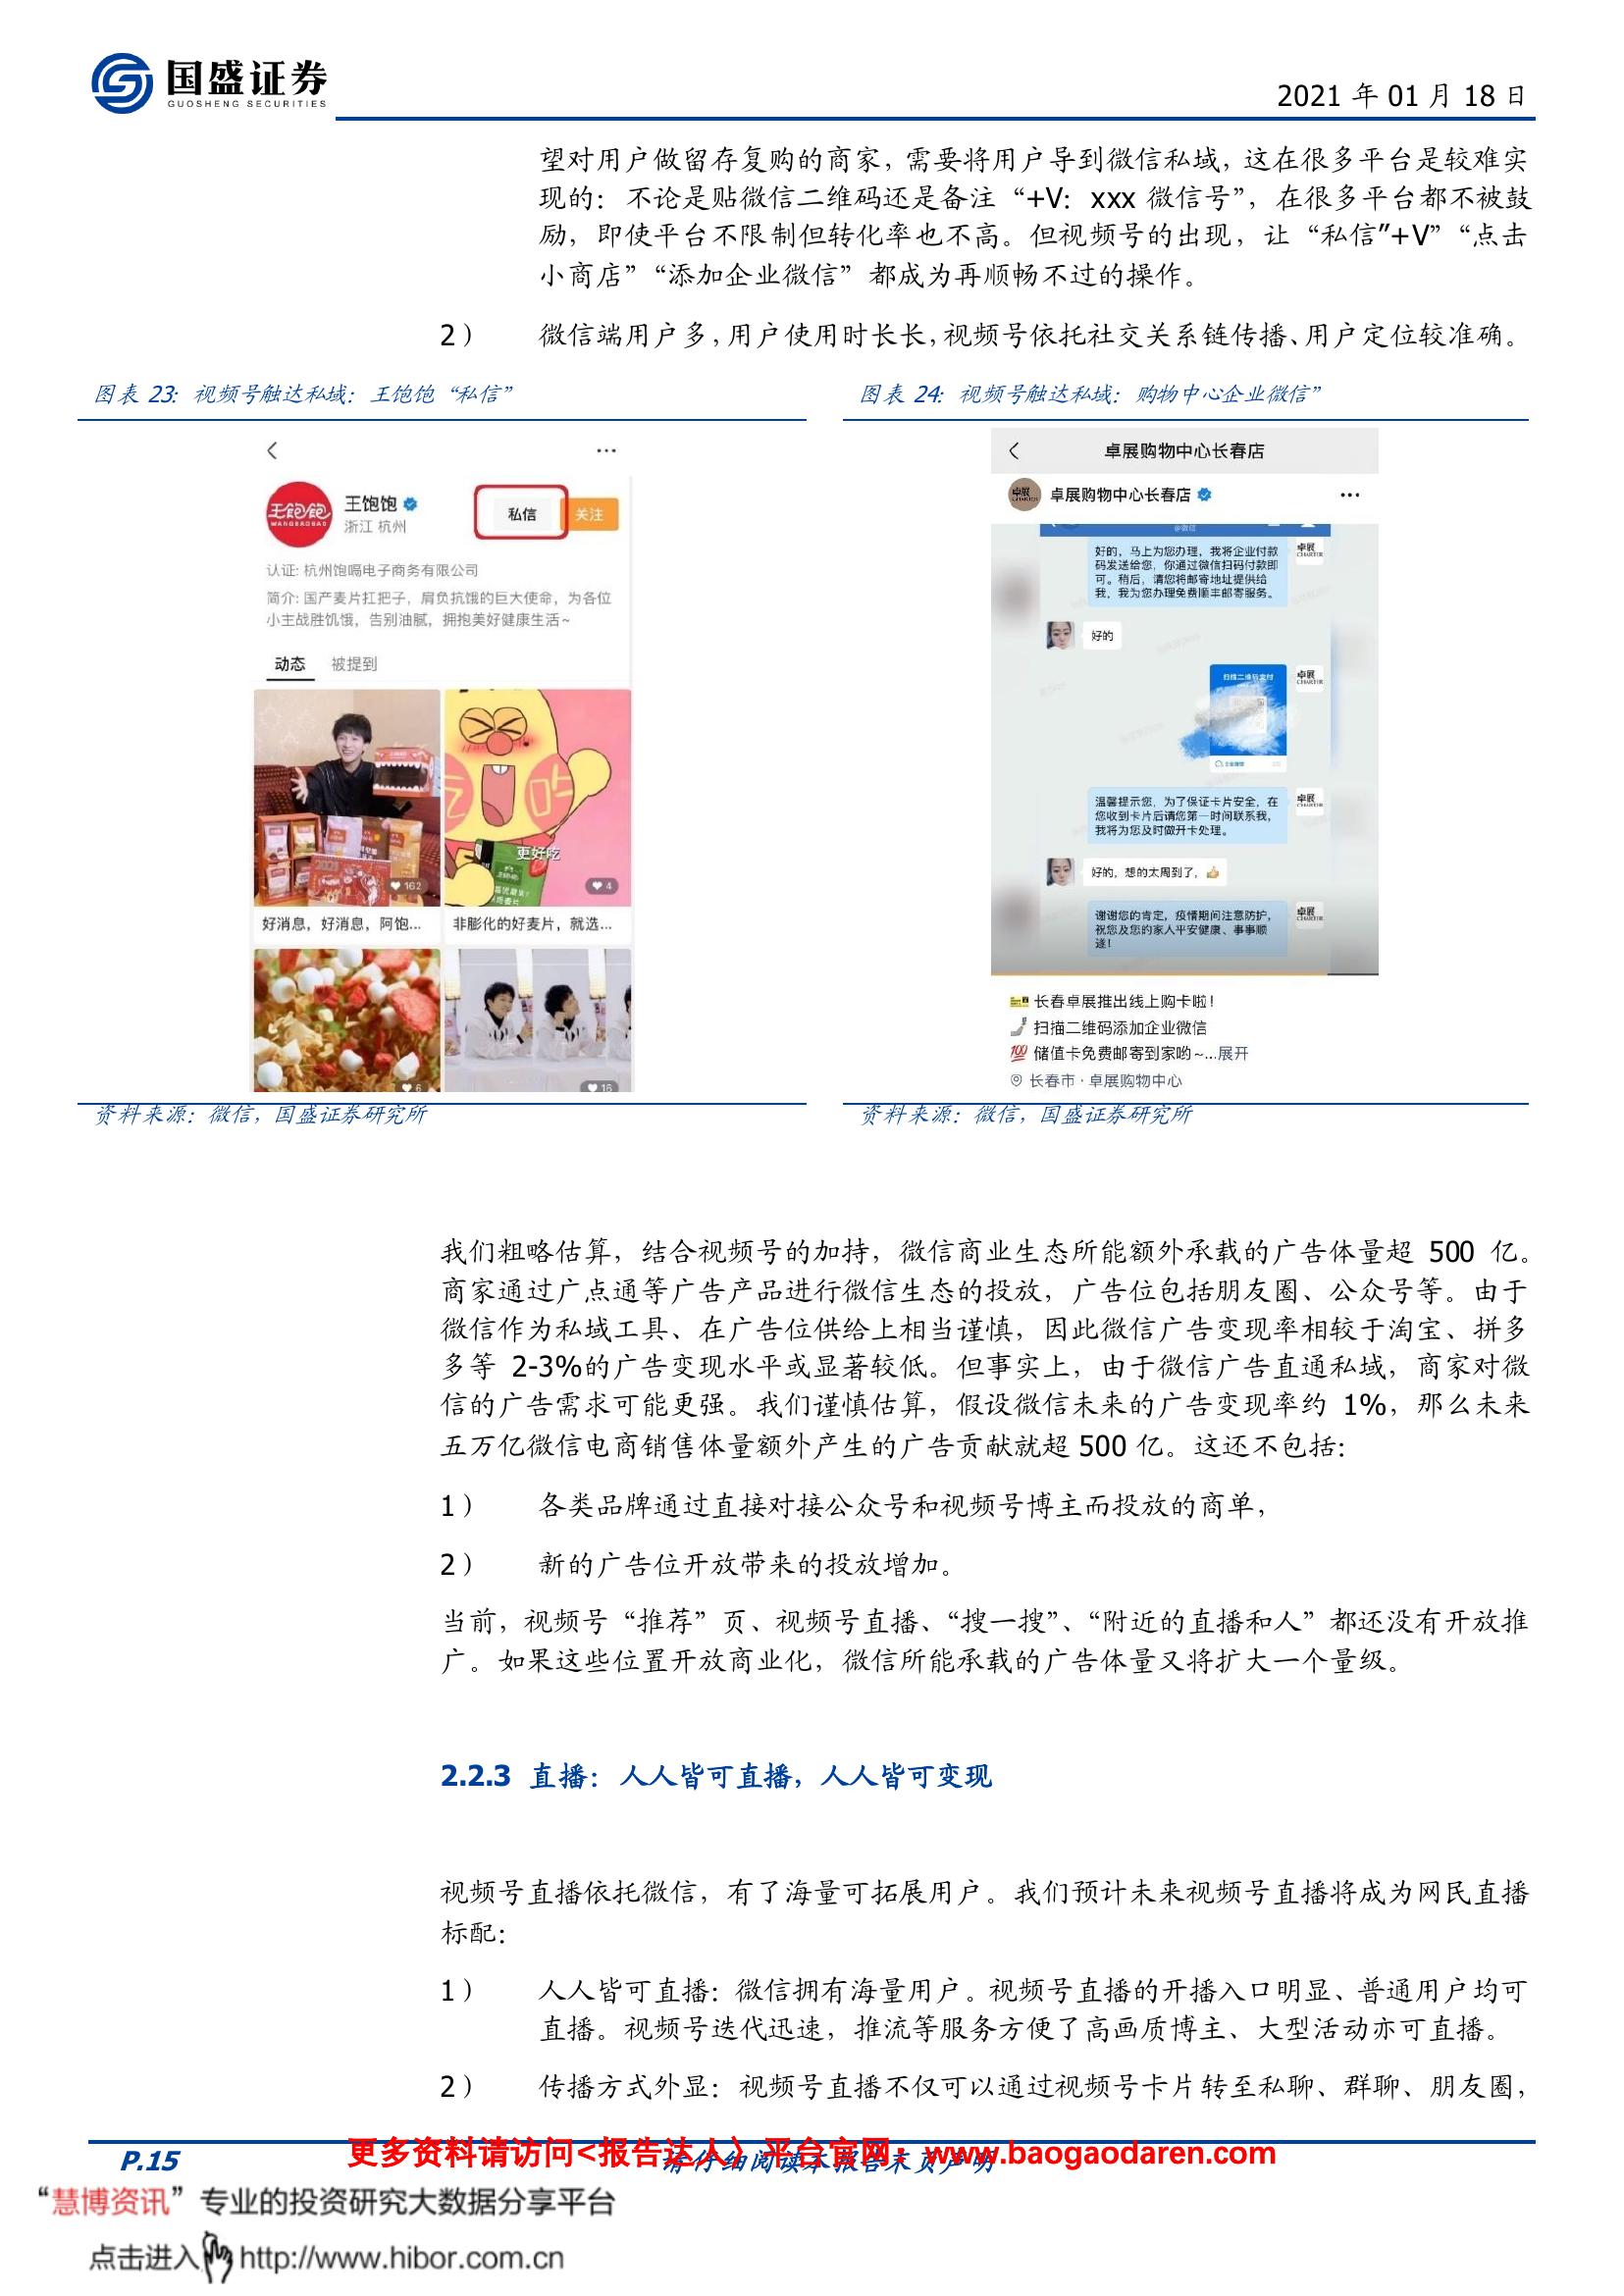 国盛证券
GUOSHENG SECURITIES
2021 年 01 月 18 日
望对用户做留存复购的商家，需要将用户导到微信私域，这在很多平台是较难实
现的：不论是贴微信二维码还是备注“+V：xxx 微信号”，在很多平台都不被鼓
励，即使平台不限制但转化率也不高。但视频号的出现，让“私信”+V”“点击
小商店”“添加企业微信”都成为再顺畅不过的操作。
2） 微信端用户多，用户使用时长长，视频号依托社交关系链传播、用户定位较准确。
图表 23：视频号触达私域：王饱饱“私信”
王饱饱
WANGBAOBAO
王饱饱
浙江 杭州
私信
关注
认证: 杭州饱嗝电子商务有限公司
简介: 国产麦片扛把子，肩负抗饿的巨大使命，为各位
小主战胜饥饿，告别油腻，拥抱美好健康生活~
动态 被提到
2021
162
更好吃
4
好消息，好消息，阿饱...
非膨化的好麦片，就选...
6
16
资料来源：微信，国盛证券研究所
图表 24：视频号触达私域：购物中心企业微信”
卓展购物中心长春店
卓展
卓展购物中心长春店
@微信
好的，马上为您办理，我将企业付款
码发送给您，你通过微信扫码付款即
可。稍后，请您将邮寄地址提供给
我，我为您办理免费顺丰邮寄服务。
卓展
好的
扫描二维码支付
卓展
企业微信
温馨提示您，为了保证卡片安全，在
您收到卡片后请您第一时间联系我，
我将为您及时做开卡处理。
卓展
好的，想的太周到了，👍
谢谢您的肯定，疫情期间注意防护，
祝您及您的家人平安健康、事事顺
遂！
卓展
长春卓展推出线上购卡啦！
扫描二维码添加企业微信
💯 储值卡免费邮寄到家哟~...展开
长春市 · 卓展购物中心
资料来源：微信，国盛证券研究所
我们粗略估算，结合视频号的加持，微信商业生态所能额外承载的广告体量超 500 亿。
商家通过广点通等广告产品进行微信生态的投放，广告位包括朋友圈、公众号等。由于
微信作为私域工具、在广告位供给上相当谨慎，因此微信广告变现率相较于淘宝、拼多
多等 2-3%的广告变现水平或显著较低。但事实上，由于微信广告直通私域，商家对微
信的广告需求可能更强。我们谨慎估算，假设微信未来的广告变现率约 1%，那么未来
五万亿微信电商销售体量额外产生的广告贡献就超 500 亿。这还不包括：
1） 各类品牌通过直接对接公众号和视频号博主而投放的商单，
2） 新的广告位开放带来的投放增加。
当前，视频号“推荐”页、视频号直播、“搜一搜”、“附近的直播和人”都还没有开放推
广。如果这些位置开放商业化，微信所能承载的广告体量又将扩大一个量级。
2.2.3 直播：人人皆可直播，人人皆可变现
视频号直播依托微信，有了海量可拓展用户。我们预计未来视频号直播将成为网民直播
标配：
1） 人人皆可直播：微信拥有海量用户。视频号直播的开播入口明显、普通用户均可
直播。视频号迭代迅速，推流等服务方便了高画质博主、大型活动亦可直播。
2） 传播方式外显：视频号直播不仅可以通过视频号卡片转至私聊、群聊、朋友圈，
P.15
请仔细阅读本报告末页声明
更多资料请访问<报告达人》平台官网：www.baogaodaren.com
“慧博资讯”专业的投资研究大数据分享平台
点击进入http://www.hibor.com.cn